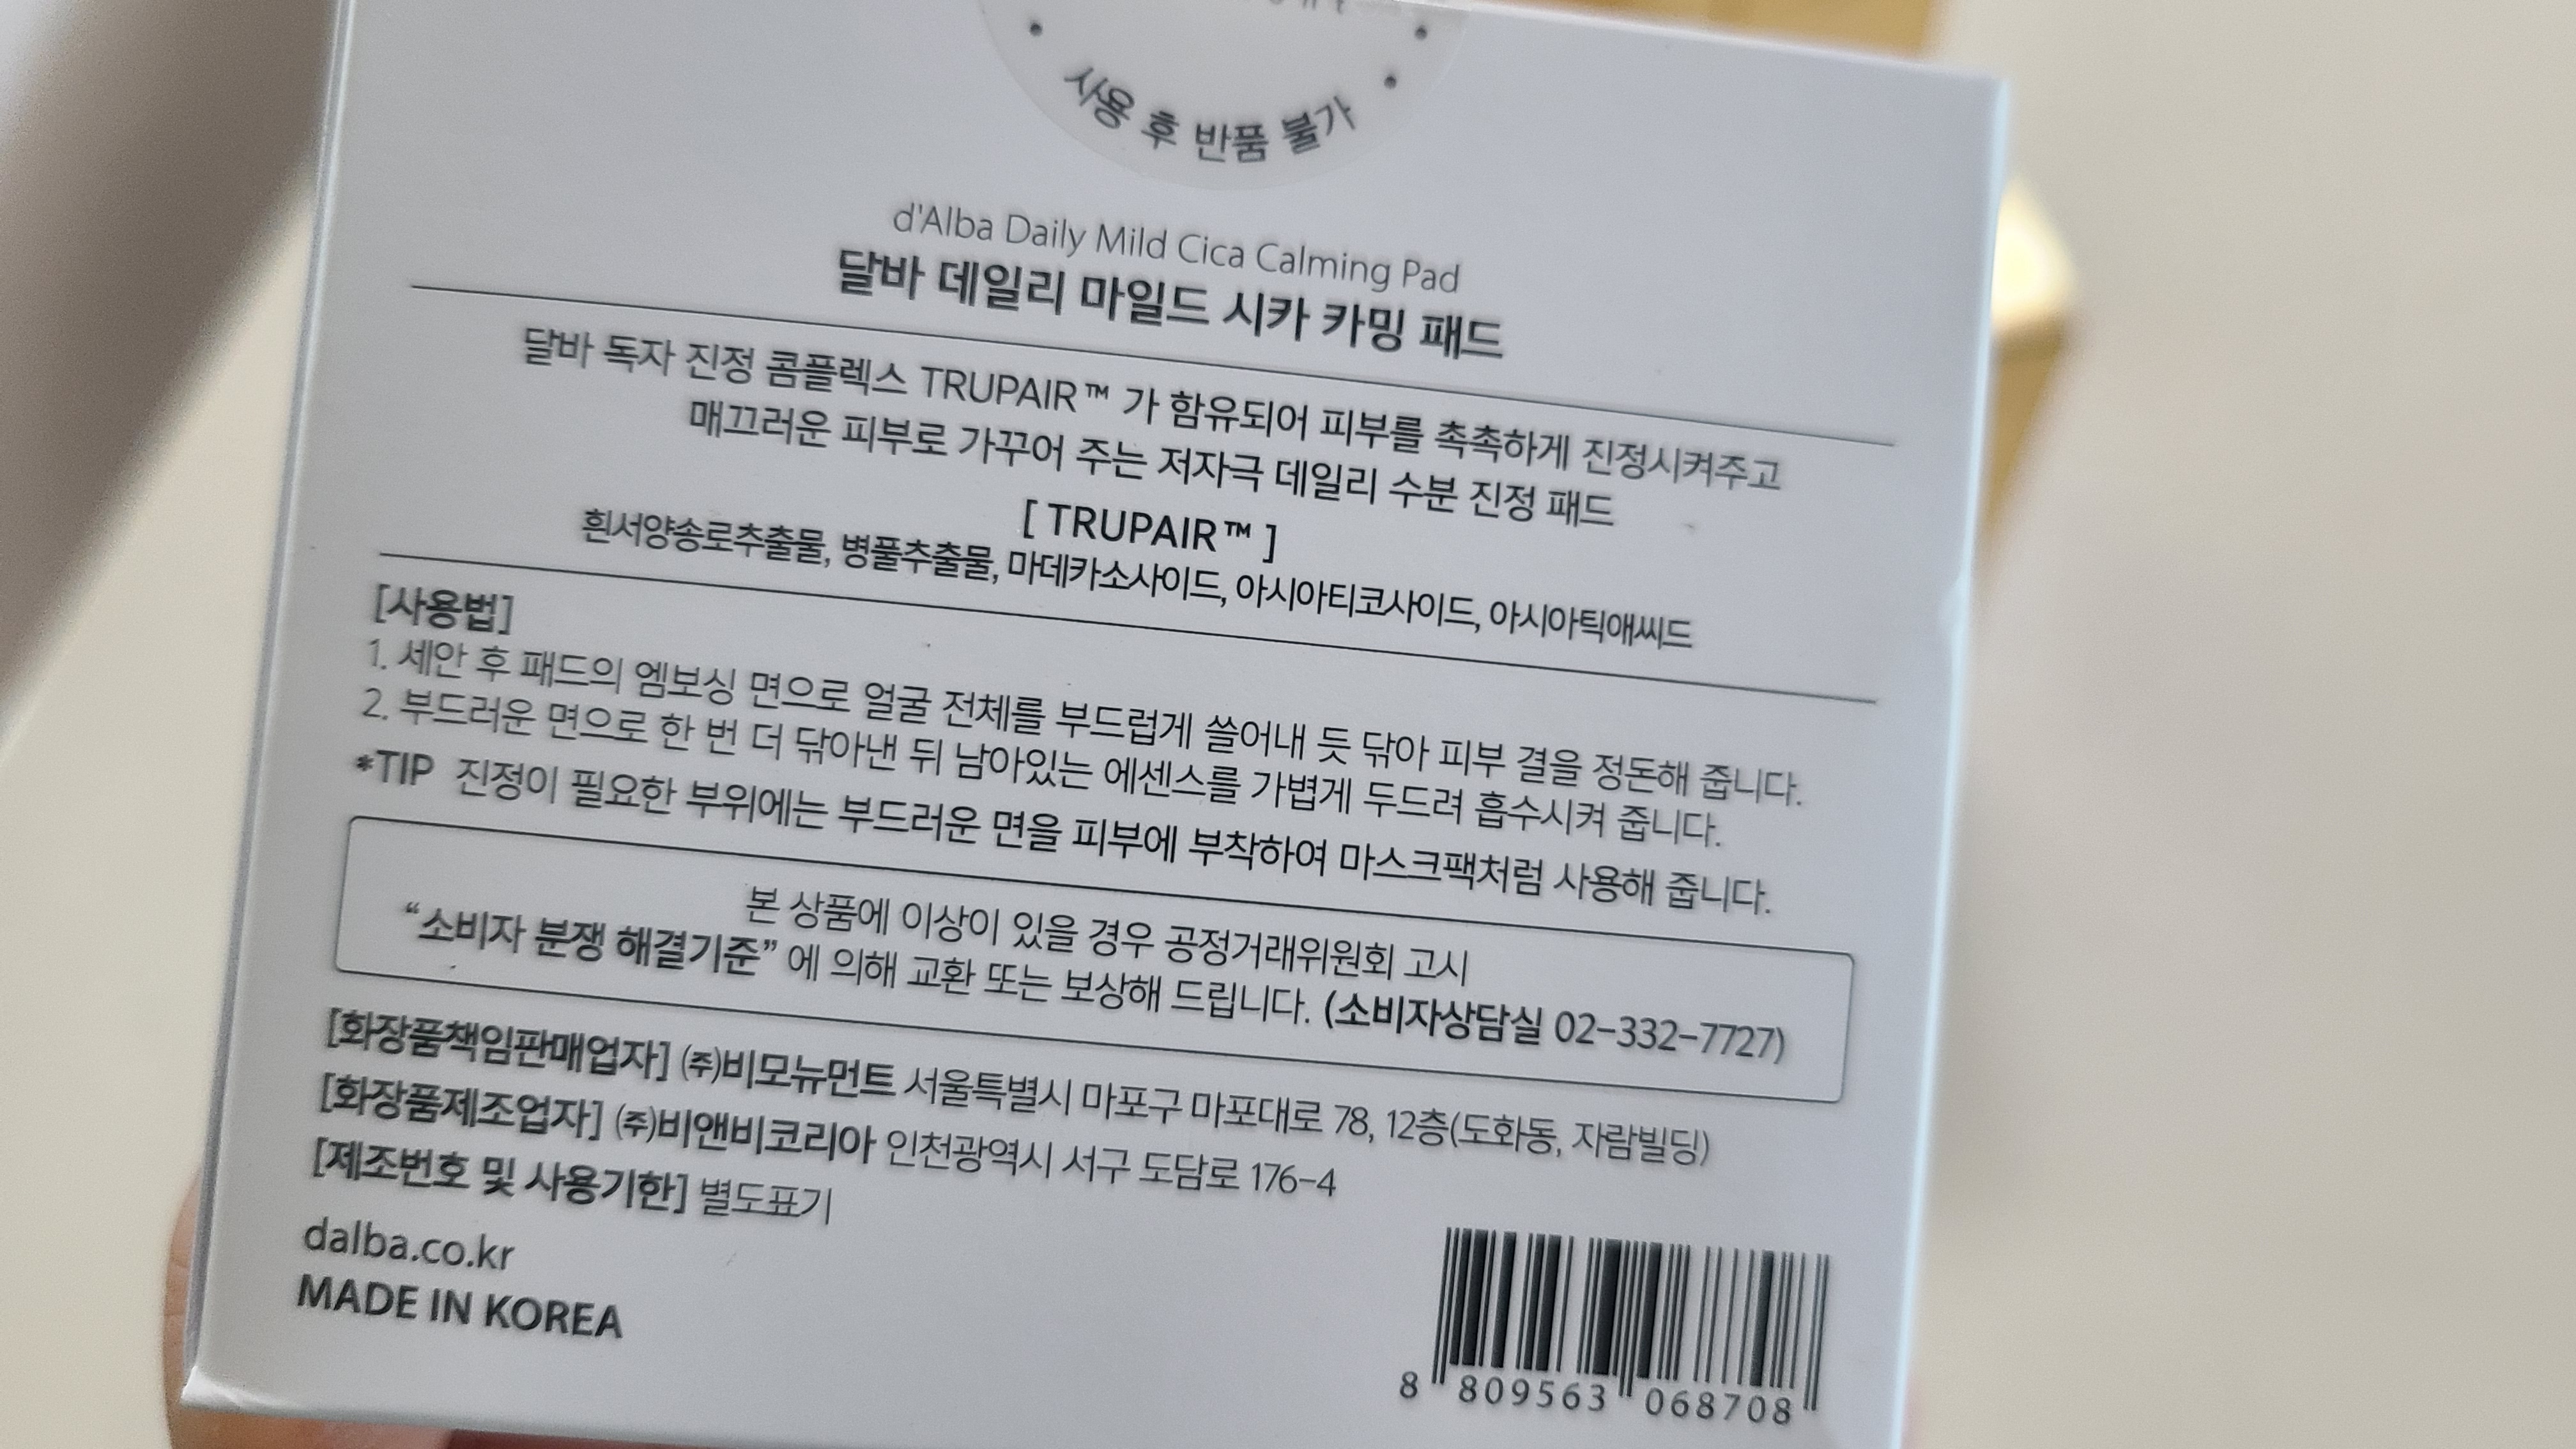 사용 후 반품 불가
d'Alba Daily Mild Cica Calming Pad
달바 데일리 마일드 시카 카밍 패드
달바 독자 진정 콤플렉스 TRUPAIR™ 가 함유되어 피부를 촉촉하게 진정시켜주고
매끄러운 피부로 가꾸어 주는 저자극 데일리 수분 진정 패드
[ TRUPAIR™ ]
흰서양송로추출물, 병풀추출물, 마데카소사이드, 아시아티코사이드, 아시아틱애씨드
[사용법]
1. 세안 후 패드의 엠보싱 면으로 얼굴 전체를 부드럽게 쓸어내 듯 닦아 피부 결을 정돈해 줍니다.
2. 부드러운 면으로 한 번 더 닦아낸 뒤 남아있는 에센스를 가볍게 두드려 흡수시켜 줍니다.
*TIP 진정이 필요한 부위에는 부드러운 면을 피부에 부착하여 마스크팩처럼 사용해 줍니다.
본 상품에 이상이 있을 경우 공정거래위원회 고시
“소비자 분쟁 해결기준” 에 의해 교환 또는 보상해 드립니다. (소비자상담실 02-332-7727)
[화장품책임판매업자] ㈜비모뉴먼트 서울특별시 마포구 마포대로 78, 12층(도화동, 자람빌딩)
[화장품제조업자] ㈜비앤비코리아 인천광역시 서구 도담로 176-4
[제조번호 및 사용기한] 별도표기
dalba.co.kr
MADE IN KOREA
8 809563 068708